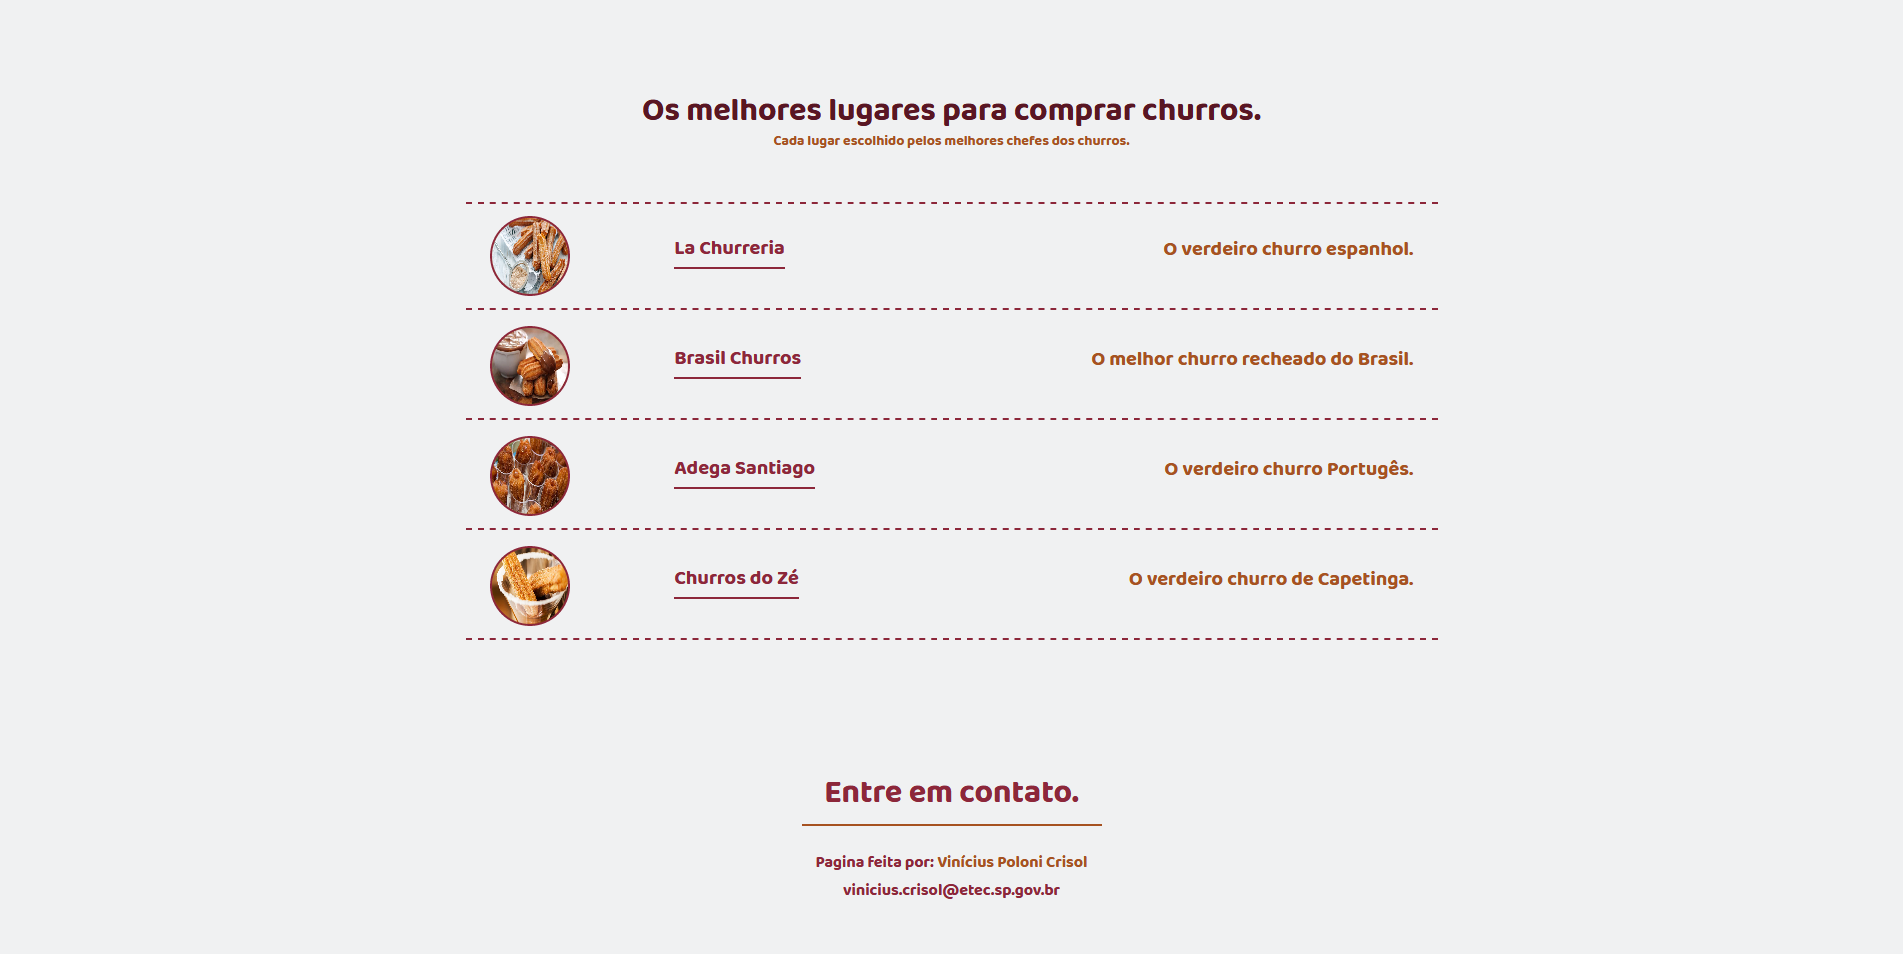 Os melhores lugares para comprar churros.
Cada lugar escolhido pelos melhores chefes dos churros.
La Churreria
O verdeiro churro espanhol.
Brasil Churros
O melhor churro recheado do Brasil.
Adega Santiago
O verdeiro churro Portugês.
Churros do Zé
O verdeiro churro de Capetinga.
Entre em contato.
Pagina feita por: Vinícius Poloni Crisol
vinicius.crisol@etec.sp.gov.br